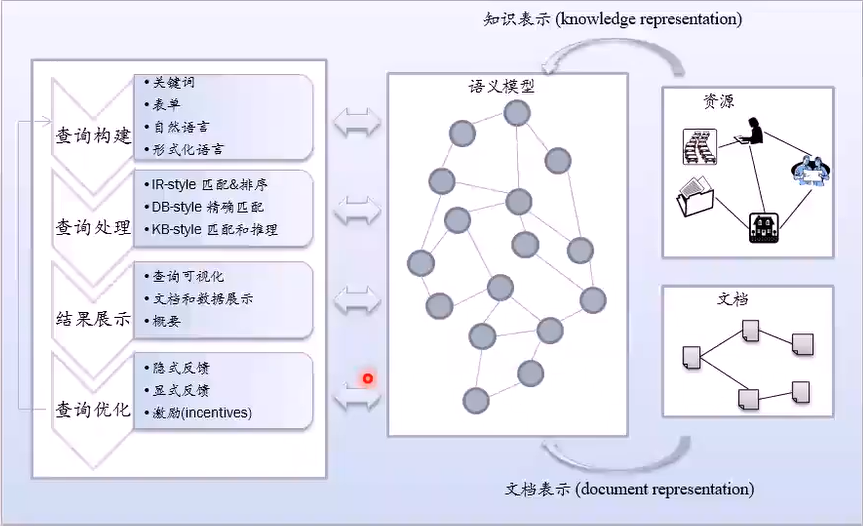 知识表示 (knowledge representation)
查询构建
• 关键词
• 表单
• 自然语言
• 形式化语言
查询处理
• IR-style 匹配&排序
• DB-style 精确匹配
• KB-style 匹配和推理
结果展示
• 查询可视化
• 文档和数据展示
• 概要
查询优化
• 隐式反馈
• 显式反馈
• 激励(incentives)
语义模型
资源
文档
文档表示 (document representation)